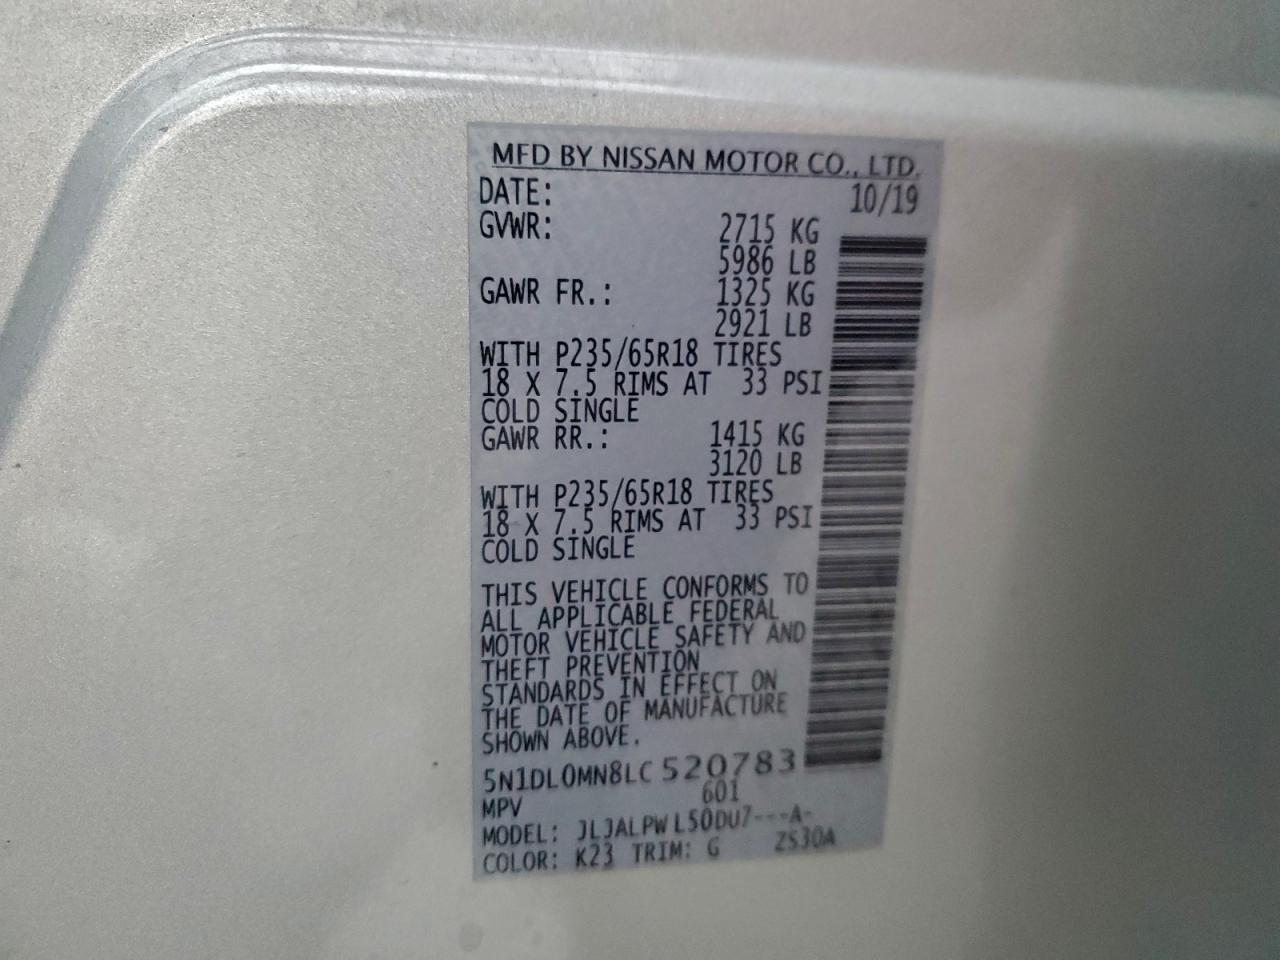 MFD BY NISSAN MOTOR CO., LTD.
DATE: 10/19
GVWR: 2715 KG
5986 LB
GAWR FR.: 1325 KG
2921 LB
WITH P235/65R18 TIRES
18 X 7.5 RIMS AT 33 PSI
COLD SINGLE
GAWR RR.: 1415 KG
3120 LB
WITH P235/65R18 TIRES
18 X 7.5 RIMS AT 33 PSI
COLD SINGLE
THIS VEHICLE CONFORMS TO
ALL APPLICABLE FEDERAL
MOTOR VEHICLE SAFETY AND
THEFT PREVENTION
STANDARDS IN EFFECT ON
THE DATE OF MANUFACTURE
SHOWN ABOVE.
5N1DL0MN8LC520783
MPV 601
MODEL: JLJALPWL50DU7---A-
COLOR: K23 TRIM: G ZS30A